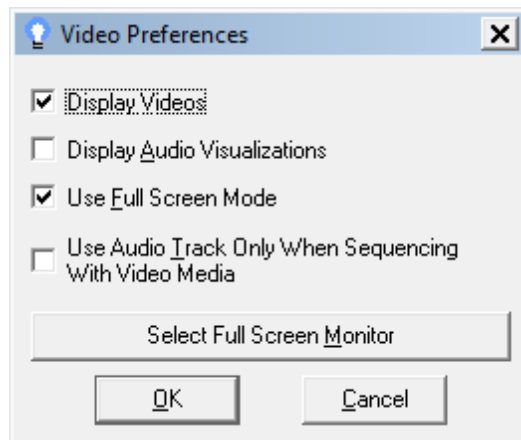 Video Preferences
Display Videos
Display Audio Visualizations
Use Full Screen Mode
Use Audio Track Only When Sequencing
With Video Media
Select Full Screen Monitor
OK
Cancel